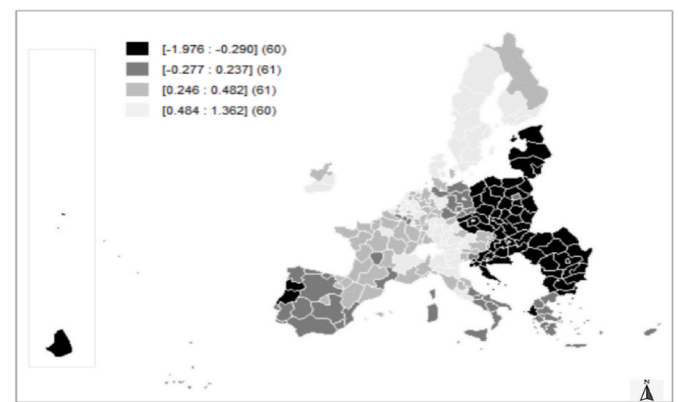 [-1.976 : -0.290] (60)
[-0.277 : 0.237] (61)
[0.246 : 0.482] (61)
[0.484 : 1.362] (60)
N